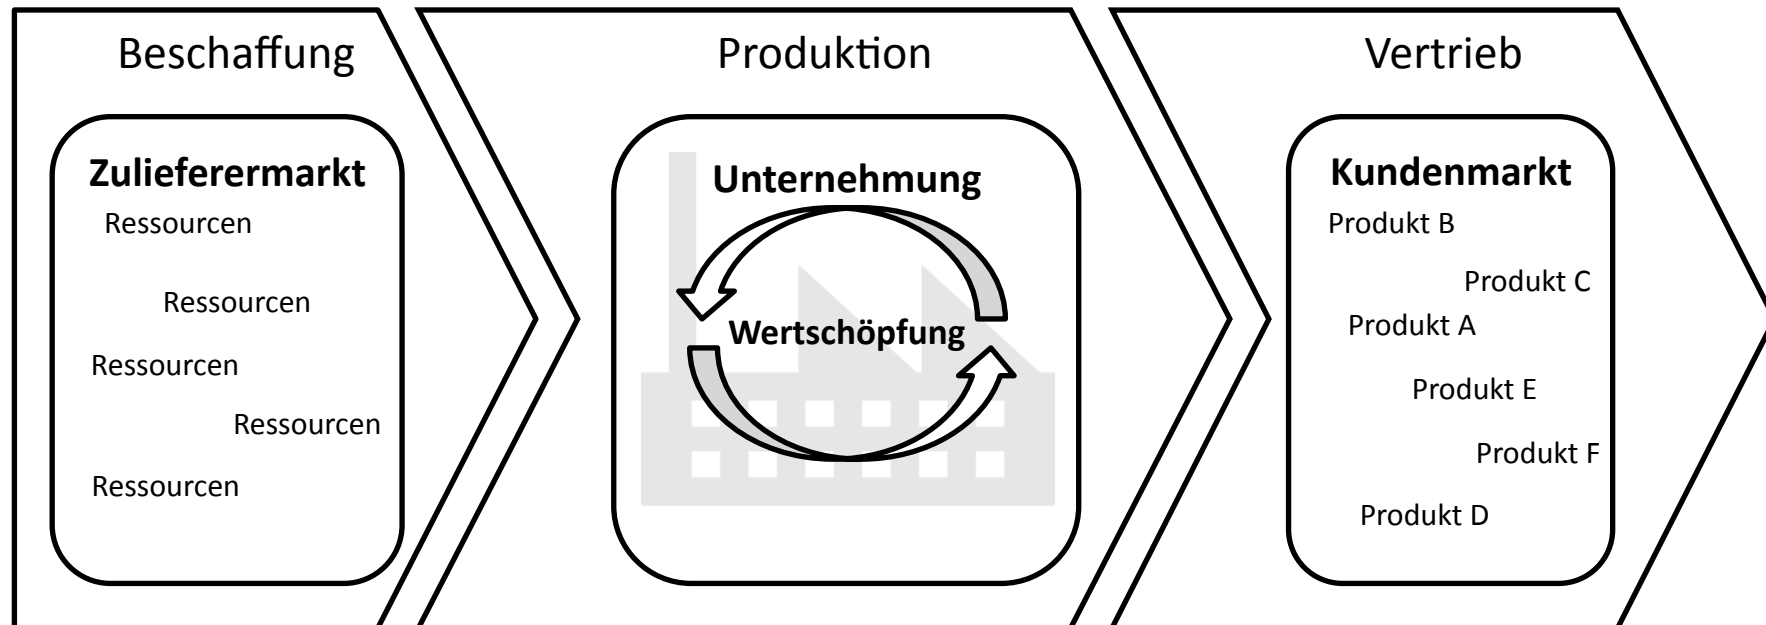 Beschaffung
Zulieferermarkt
Ressourcen
Ressourcen
Ressourcen
Ressourcen
Ressourcen
Produktion
Unternehmung
Wertschöpfung
Vertrieb
Kundenmarkt
Produkt B
Produkt C
Produkt A
Produkt E
Produkt F
Produkt D